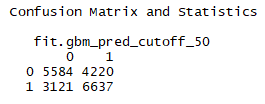 Confusion Matrix and Statistics
fit.gbm_pred_cutoff_50
0 1
0 5584 4220
1 3121 6637